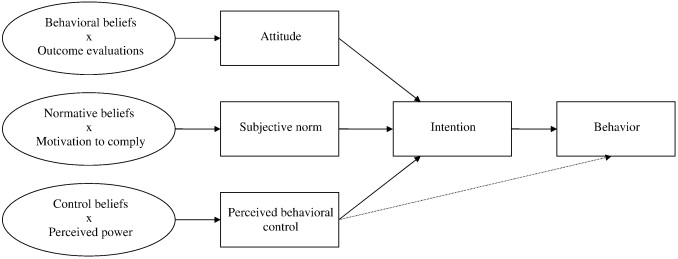 Behavioral beliefs
x
Outcome evaluations
Attitude
Normative beliefs
x
Motivation to comply
Subjective norm
Intention
Behavior
Control beliefs
x
Perceived power
Perceived behavioral
control